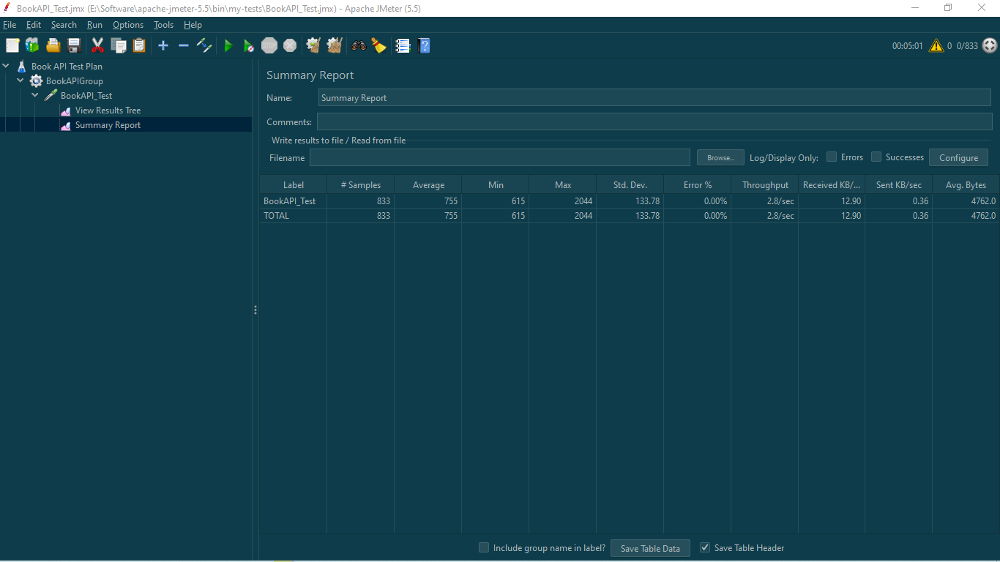 BookAPI_Test.jmx (E:\Software\apache-jmeter-5.5\bin\my-tests\BookAPI_Test.jmx) - Apache JMeter (5.5)
File Edit Search Run Options Tools Help
STOP 00:05:01 0 0/833
Book API Test Plan
BookAPIGroup
BookAPI_Test
View Results Tree
Summary Report
Summary Report
Name: Summary Report
Comments:
Write results to file / Read from file
Filename Browse... Log/Display Only: Errors Successes Configure
Label # Samples Average Min Max Std. Dev. Error % Throughput Received KB/... Sent KB/sec Avg. Bytes
BookAPI_Test 833 755 615 2044 133.78 0.00% 2.8/sec 12.90 0.36 4762.0
TOTAL 833 755 615 2044 133.78 0.00% 2.8/sec 12.90 0.36 4762.0
Include group name in label? Save Table Data Save Table Header